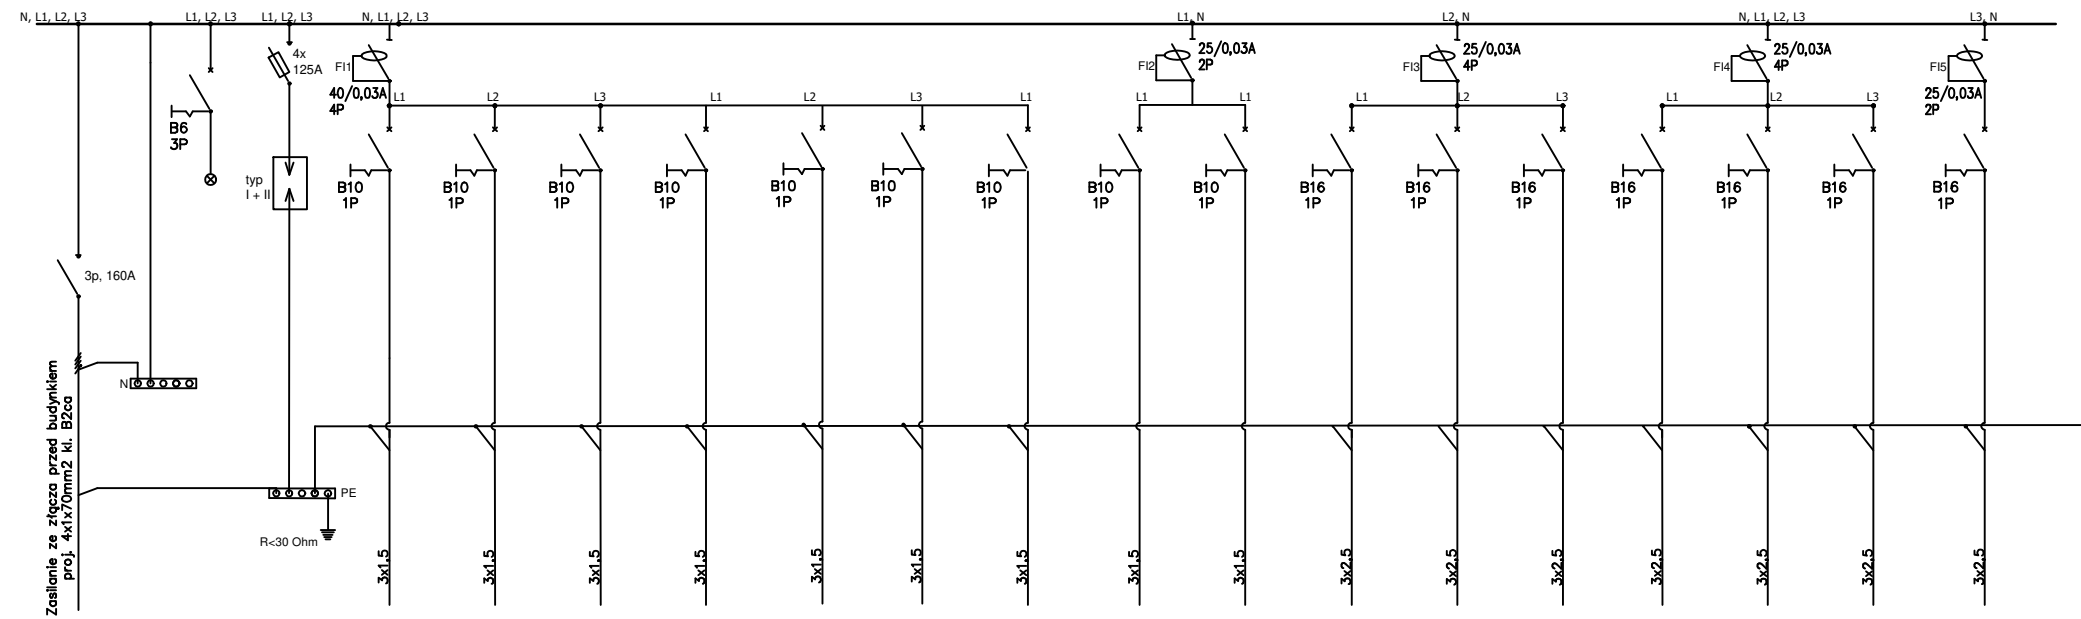 N, L1, L2, L3
L1, L2, L3
L1, L2, L3
N, L1, L2, L3
L1, N
L2, N
N, L1, L2, L3
L3, N
4x
125A
FI1
40/0,03A
4P
FI2
25/0,03A
2P
FI3
25/0,03A
4P
FI4
25/0,03A
4P
FI5
25/0,03A
2P
L1
L2
L3
L1
L2
L3
L1
L1
L1
L1
L2
L3
L1
L2
L3
B6
3P
typ
I + II
B10
1P
B10
1P
B10
1P
B10
1P
B10
1P
B10
1P
B10
1P
B10
1P
B10
1P
B16
1P
B16
1P
B16
1P
B16
1P
B16
1P
B16
1P
B16
1P
3p, 160A
N
PE
R<30 Ohm
Zasilanie ze złącza przed budynkiem
proj. 4x1x70mm2 kl. B2ca
3x1.5
3x1.5
3x1.5
3x1.5
3x1.5
3x1.5
3x1.5
3x1.5
3x1.5
3x2.5
3x2.5
3x2.5
3x2.5
3x2.5
3x2.5
3x2.5